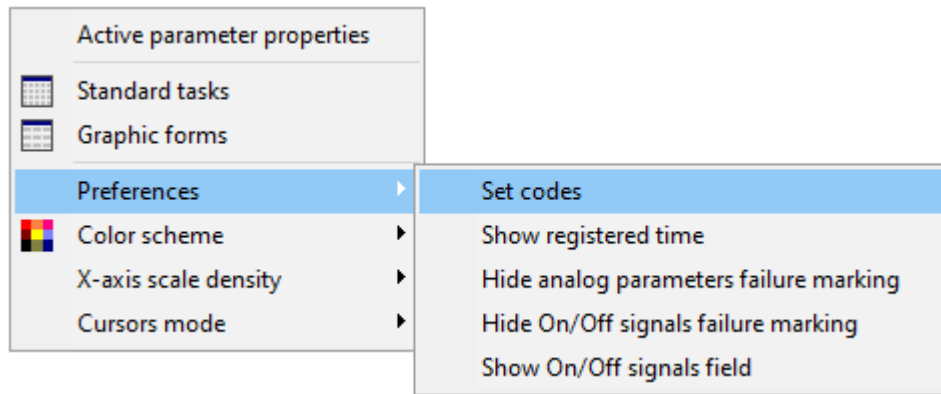 Active parameter properties
Standard tasks
Graphic forms
Preferences
Color scheme
X-axis scale density
Cursors mode
Set codes
Show registered time
Hide analog parameters failure marking
Hide On/Off signals failure marking
Show On/Off signals field